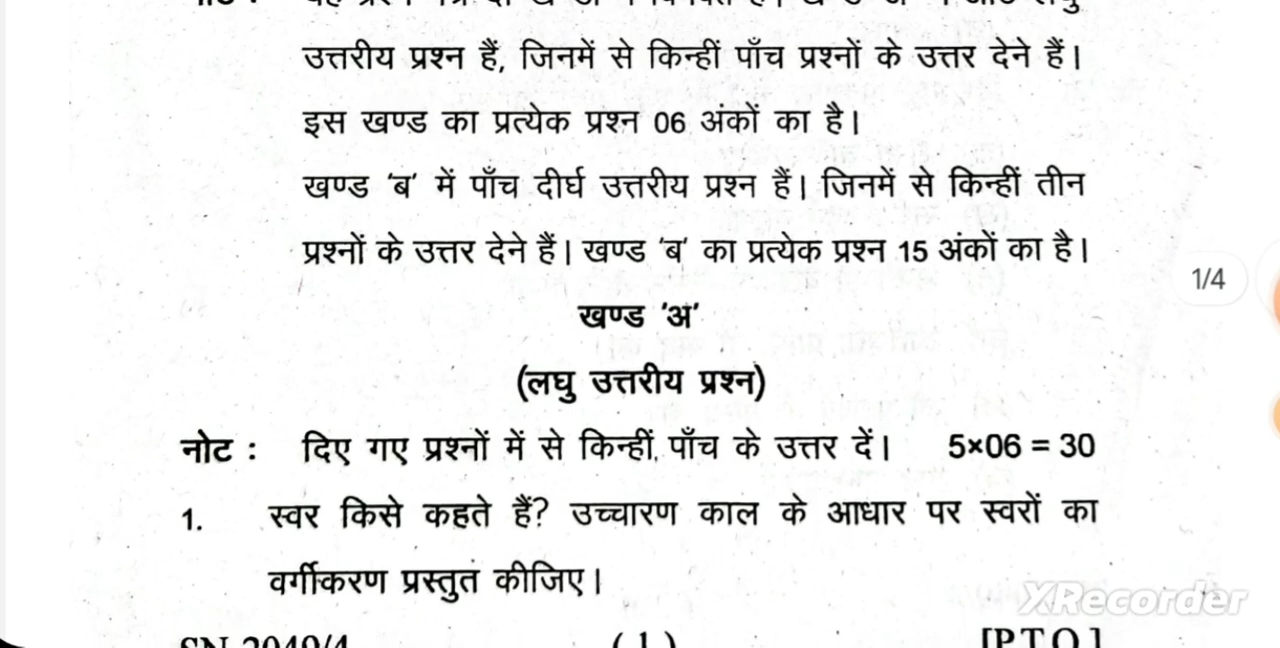 उत्तरीय प्रश्न हैं, जिनमें से किन्हीं पाँच प्रश्नों के उत्तर देने हैं।
इस खण्ड का प्रत्येक प्रश्न 06 अंकों का है।
खण्ड 'ब' में पाँच दीर्घ उत्तरीय प्रश्न हैं। जिनमें से किन्हीं तीन
प्रश्नों के उत्तर देने हैं। खण्ड 'ब' का प्रत्येक प्रश्न 15 अंकों का है।
1/4
खण्ड 'अ'
(लघु उत्तरीय प्रश्न)
नोट : दिए गए प्रश्नों में से किन्हीं पाँच के उत्तर दें। 5×06 = 30
1. स्वर किसे कहते हैं? उच्चारण काल के आधार पर स्वरों का
वर्गीकरण प्रस्तुत कीजिए।
XRecorder
( 1 ) [P.T.O.]